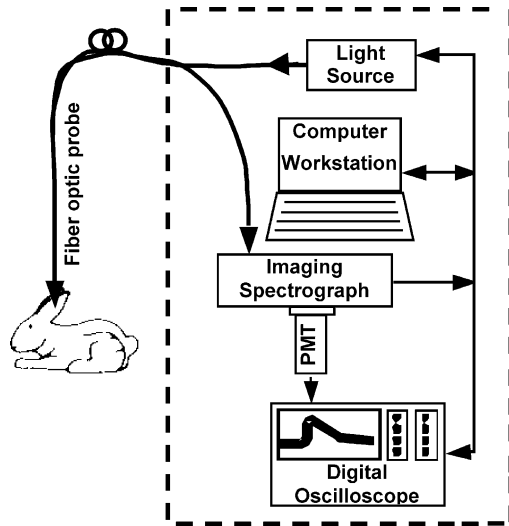 Light
Source
Computer
Workstation
Fiber optic probe
Imaging
Spectrograph
PMT
Digital
Oscilloscope